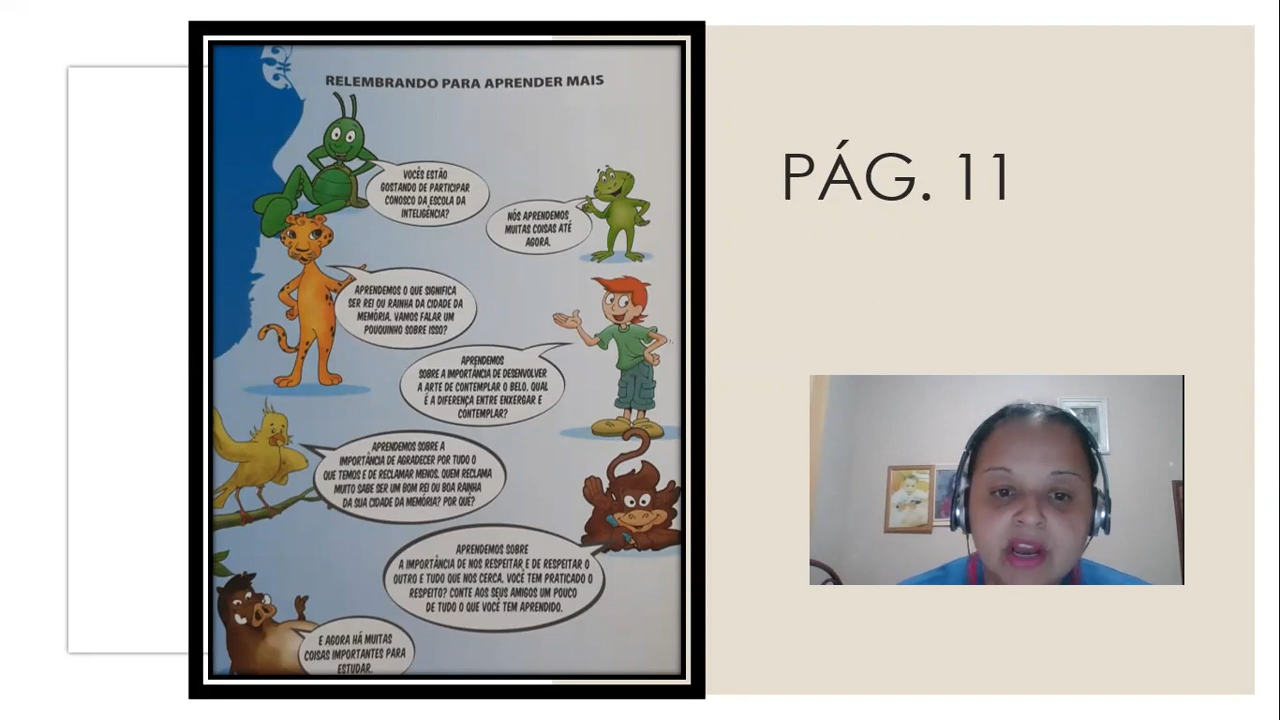 RELEMBRANDO PARA APRENDER MAIS
VOCÊS ESTÃO
GOSTANDO DE PARTICIPAR
CONOSCO DA ESCOLA DA
INTELIGÊNCIA?
NÓS APRENDEMOS
MUITAS COISAS ATÉ
AGORA.
APRENDEMOS O QUE SIGNIFICA
SER REI OU RAINHA DA CIDADE DA
MEMÓRIA. VAMOS FALAR UM
POUQUINHO SOBRE ISSO?
APRENDEMOS
SOBRE A IMPORTÂNCIA DE DESENVOLVER
A ARTE DE CONTEMPLAR O BELO. QUAL
É A DIFERENÇA ENTRE ENXERGAR E
CONTEMPLAR?
APRENDEMOS SOBRE A
IMPORTÂNCIA DE AGRADECER POR TUDO O
QUE TEMOS E DE RECLAMAR MENOS. QUEM RECLAMA
MUITO SABE SER UM BOM REI OU BOA RAINHA
DA SUA CIDADE DA MEMÓRIA? POR QUÊ?
APRENDEMOS SOBRE
A IMPORTÂNCIA DE NOS RESPEITAR E DE RESPEITAR O
OUTRO E TUDO QUE NOS CERCA. VOCÊ TEM PRATICADO O
RESPEITO? CONTE AOS SEUS AMIGOS UM POUCO
DE TUDO O QUE VOCÊ TEM APRENDIDO.
E AGORA HÁ MUITAS
COISAS IMPORTANTES PARA
ESTUDAR.
PÁG. 11